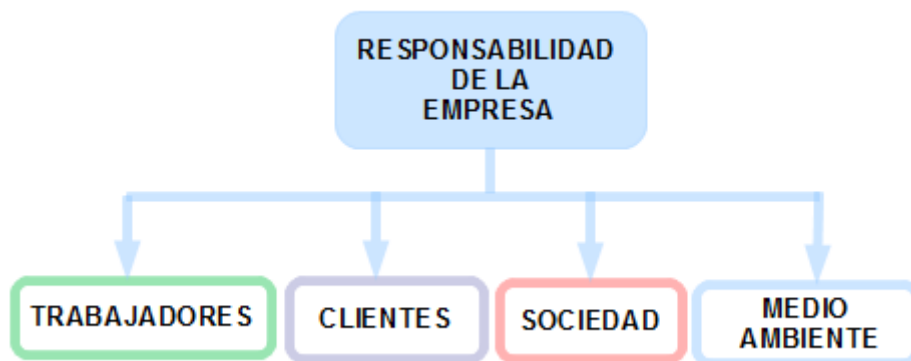 RESPONSABILIDAD
DE LA
EMPRESA
TRABAJADORES
CLIENTES
SOCIEDAD
MEDIO
AMBIENTE